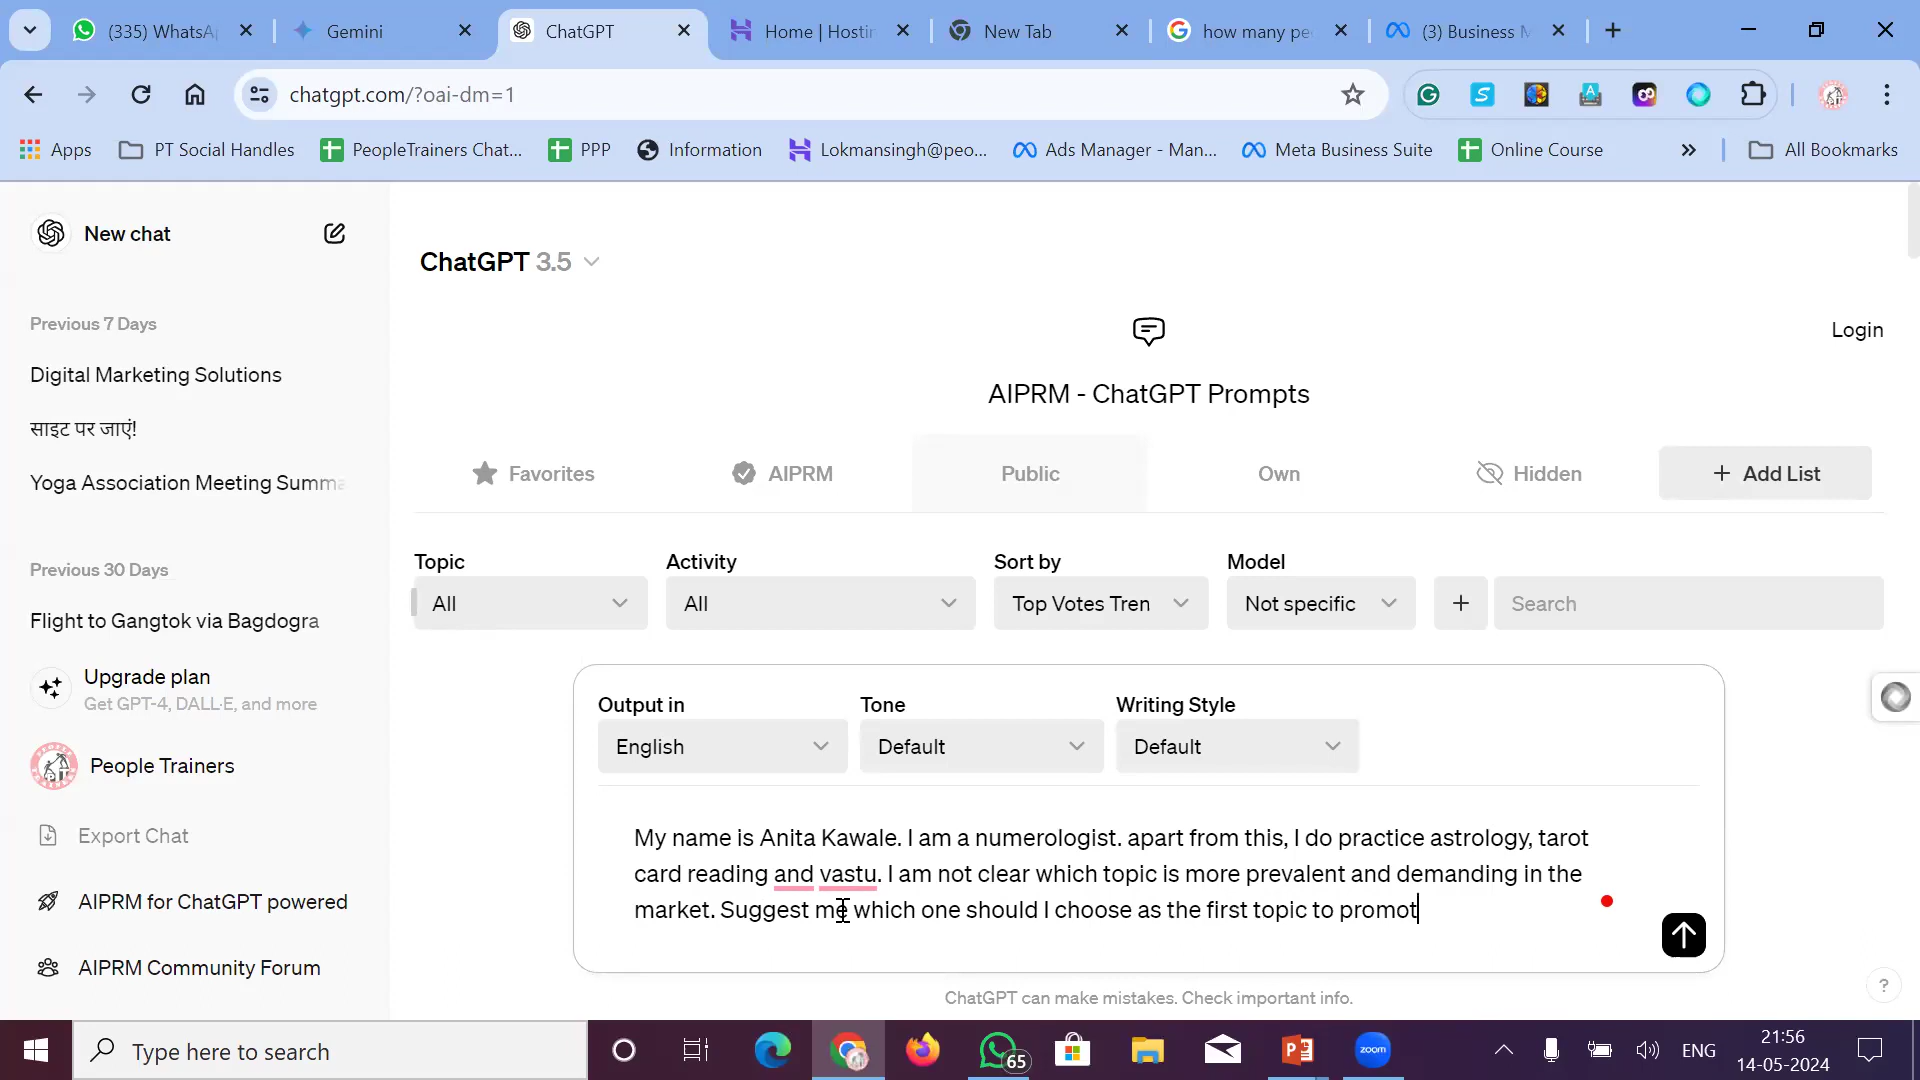 (335) WhatsA
Gemini
ChatGPT
Home | Hostin
New Tab
how many pe
(3) Business M
chatgpt.com/?oai-dm=1
Apps
PT Social Handles
PeopleTrainers Chat...
PPP
Information
Lokmansingh@peo...
Ads Manager - Man...
Meta Business Suite
Online Course
All Bookmarks
New chat
Previous 7 Days
Digital Marketing Solutions
साइट पर जाएं!
Yoga Association Meeting Summa
Previous 30 Days
Flight to Gangtok via Bagdogra
Upgrade plan
Get GPT-4, DALL·E, and more
People Trainers
Export Chat
AIPRM for ChatGPT powered
AIPRM Community Forum
ChatGPT 3.5
Login
AIPRM - ChatGPT Prompts
Favorites
AIPRM
Public
Own
Hidden
+ Add List
Topic
Activity
Sort by
Model
All
All
Top Votes Tren
Not specific
+
Search
Output in
Tone
Writing Style
English
Default
Default
My name is Anita Kawale. I am a numerologist. apart from this, I do practice astrology, tarot
card reading and vastu. I am not clear which topic is more prevalent and demanding in the
market. Suggest me which one should I choose as the first topic to promot
ChatGPT can make mistakes. Check important info.
?
Type here to search
65
zoom
ENG
21:56
14-05-2024